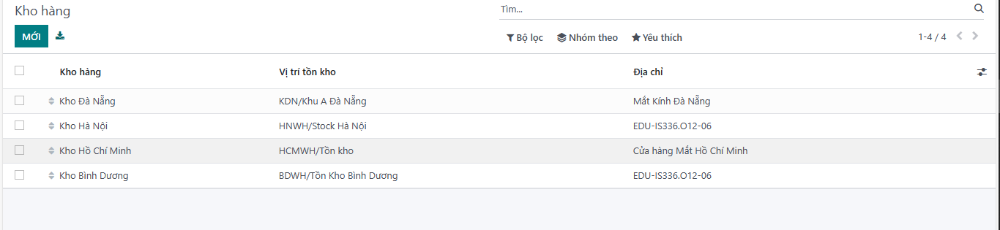 Kho hàng
Tìm...
MỚI
Bộ lọc Nhóm theo Yêu thích 1-4 / 4
Kho hàng Vị trí tồn kho Địa chỉ
Kho Đà Nẵng KDN/Khu A Đà Nẵng Mắt Kính Đà Nẵng
Kho Hà Nội HNWH/Stock Hà Nội EDU-IS336.O12-06
Kho Hồ Chí Minh HCMWH/Tồn kho Cửa hàng Mắt Hồ Chí Minh
Kho Bình Dương BDWH/Tồn Kho Bình Dương EDU-IS336.O12-06